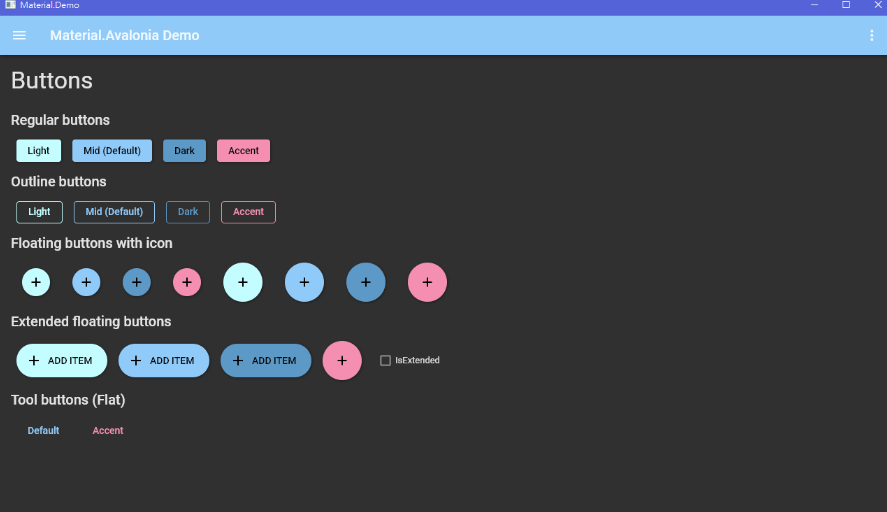 Material.Demo
Material.Avalonia Demo
Buttons
Regular buttons
Light Mid (Default) Dark Accent
Outline buttons
Light Mid (Default) Dark Accent
Floating buttons with icon
Extended floating buttons
ADD ITEM ADD ITEM ADD ITEM IsExtended
Tool buttons (Flat)
Default Accent